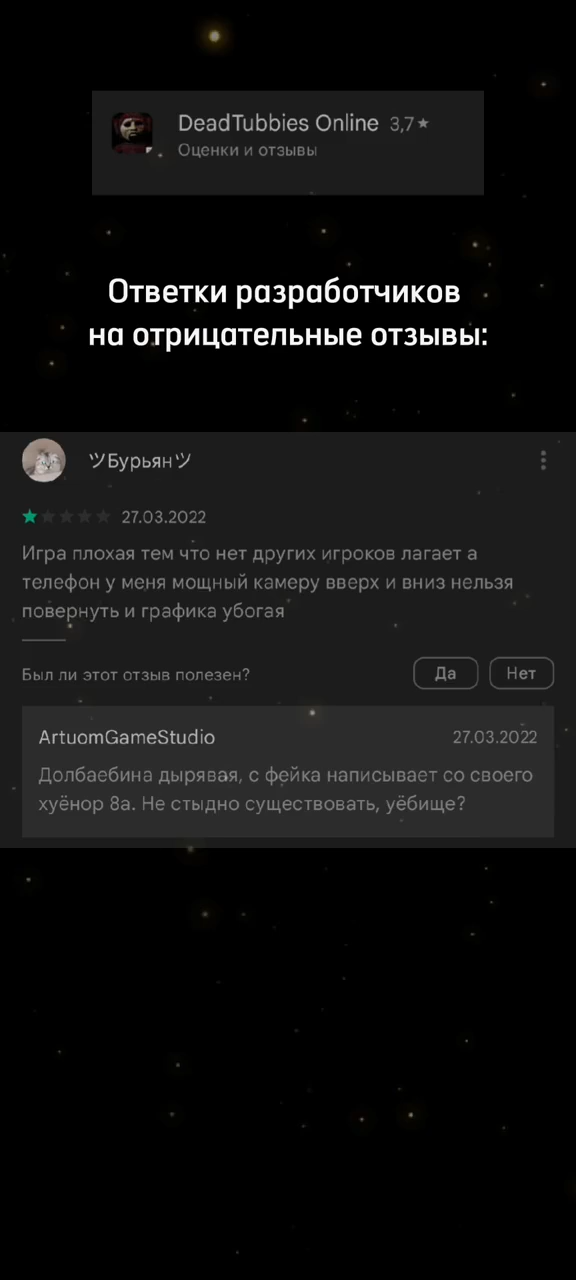 DeadTubbies Online 3,7★
Оценки и отзывы
Ответки разработчиков
на отрицательные отзывы:
ツБурьянツ
27.03.2022
Игра плохая тем что нет других игроков лагает а
телефон у меня мощный камеру вверх и вниз нельзя
повернуть и графика убогая
Был ли этот отзыв полезен? Да Нет
ArtuomGameStudio 27.03.2022
Долбаебина дырявая, с фейка написывает со своего
хуёнор 8а. Не стыдно существовать, уёбище?